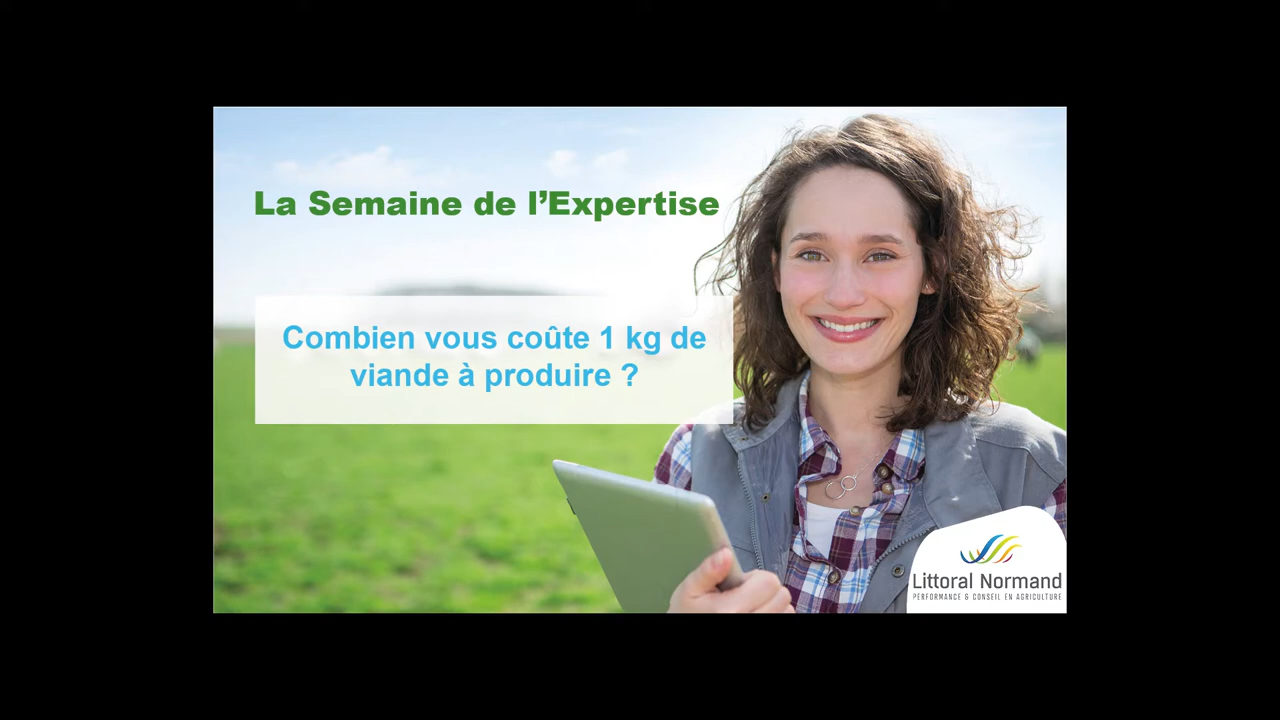 La Semaine de l’Expertise
Combien vous coûte 1 kg de
viande à produire ?
Littoral Normand
PERFORMANCE & CONSEIL EN AGRICULTURE